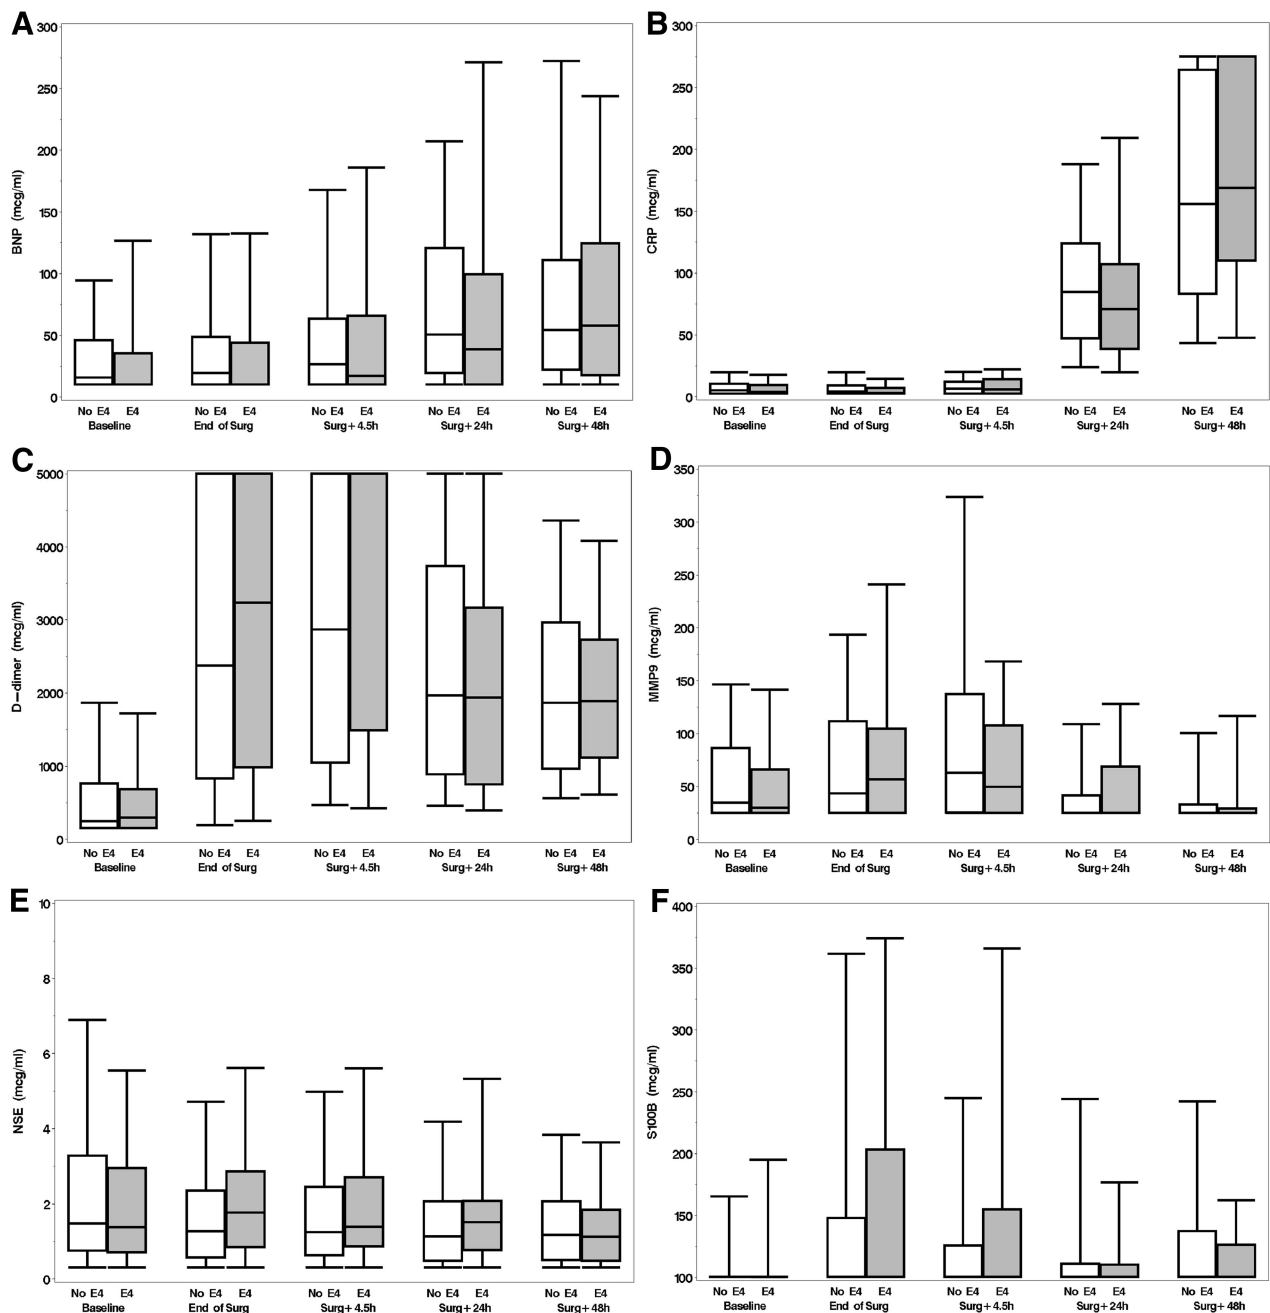 A
300
250
200
150
100
50
0
BNP (mcg/ml)
No E4 E4 No E4 E4 No E4 E4 No E4 E4 No E4 E4
Baseline End of Surg Surg+ 4.5h Surg+ 24h Surg+ 48h
B
300
250
200
150
100
50
0
CRP (mcg/ml)
No E4 E4 No E4 E4 No E4 E4 No E4 E4 No E4 E4
Baseline End of Surg Surg+ 4.5h Surg+ 24h Surg+ 48h
C
5000
4000
3000
2000
1000
0
D-dimer (mcg/ml)
No E4 E4 No E4 E4 No E4 E4 No E4 E4 No E4 E4
Baseline End of Surg Surg+ 4.5h Surg+ 24h Surg+ 48h
D
350
300
250
200
150
100
50
0
MMP9 (mcg/ml)
No E4 E4 No E4 E4 No E4 E4 No E4 E4 No E4 E4
Baseline End of Surg Surg+ 4.5h Surg+ 24h Surg+ 48h
E
10
8
6
4
2
0
NSE (mcg/ml)
No E4 E4 No E4 E4 No E4 E4 No E4 E4 No E4 E4
Baseline End of Surg Surg+ 4.5h Surg+ 24h Surg+ 48h
F
400
350
300
250
200
150
100
S100B (mcg/ml)
No E4 E4 No E4 E4 No E4 E4 No E4 E4 No E4 E4
Baseline End of Surg Surg+ 4.5h Surg+ 24h Surg+ 48h